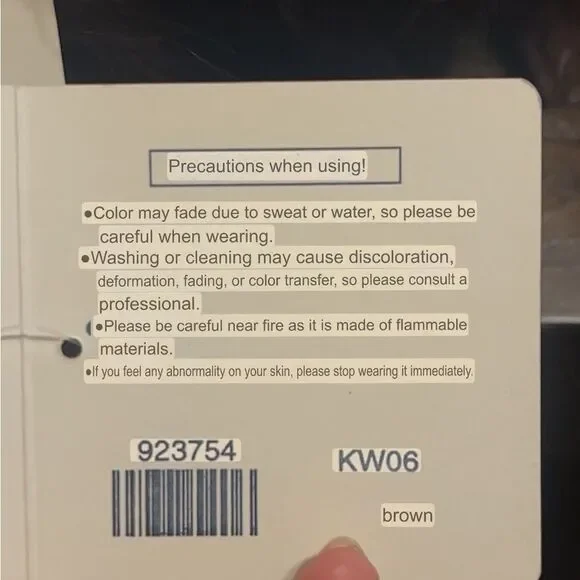 Precautions when using!
●Color may fade due to sweat or water, so please be
careful when wearing.
●Washing or cleaning may cause discoloration,
deformation, fading, or color transfer, so please consult a
professional.
●Please be careful near fire as it is made of flammable
materials.
●If you feel any abnormality on your skin, please stop wearing it immediately.
923754
KW06
brown